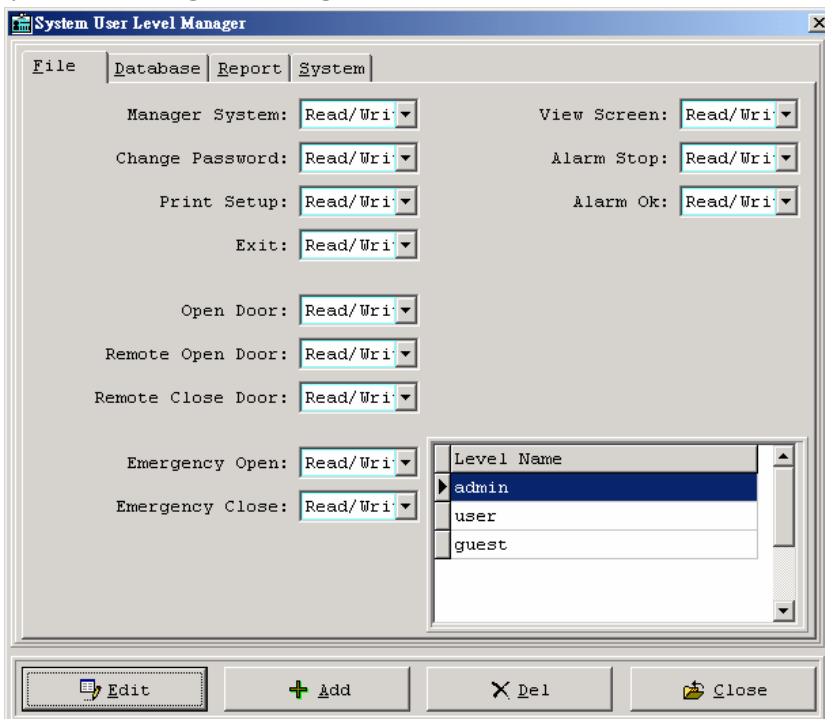 System User Level Manager
File Database Report System
Manager System: Read/Wri
View Screen: Read/Wri
Change Password: Read/Wri
Alarm Stop: Read/Wri
Print Setup: Read/Wri
Alarm Ok: Read/Wri
Exit: Read/Wri
Open Door: Read/Wri
Remote Open Door: Read/Wri
Remote Close Door: Read/Wri
Emergency Open: Read/Wri
Emergency Close: Read/Wri
Level Name
admin
user
guest
Edit Add Del Close